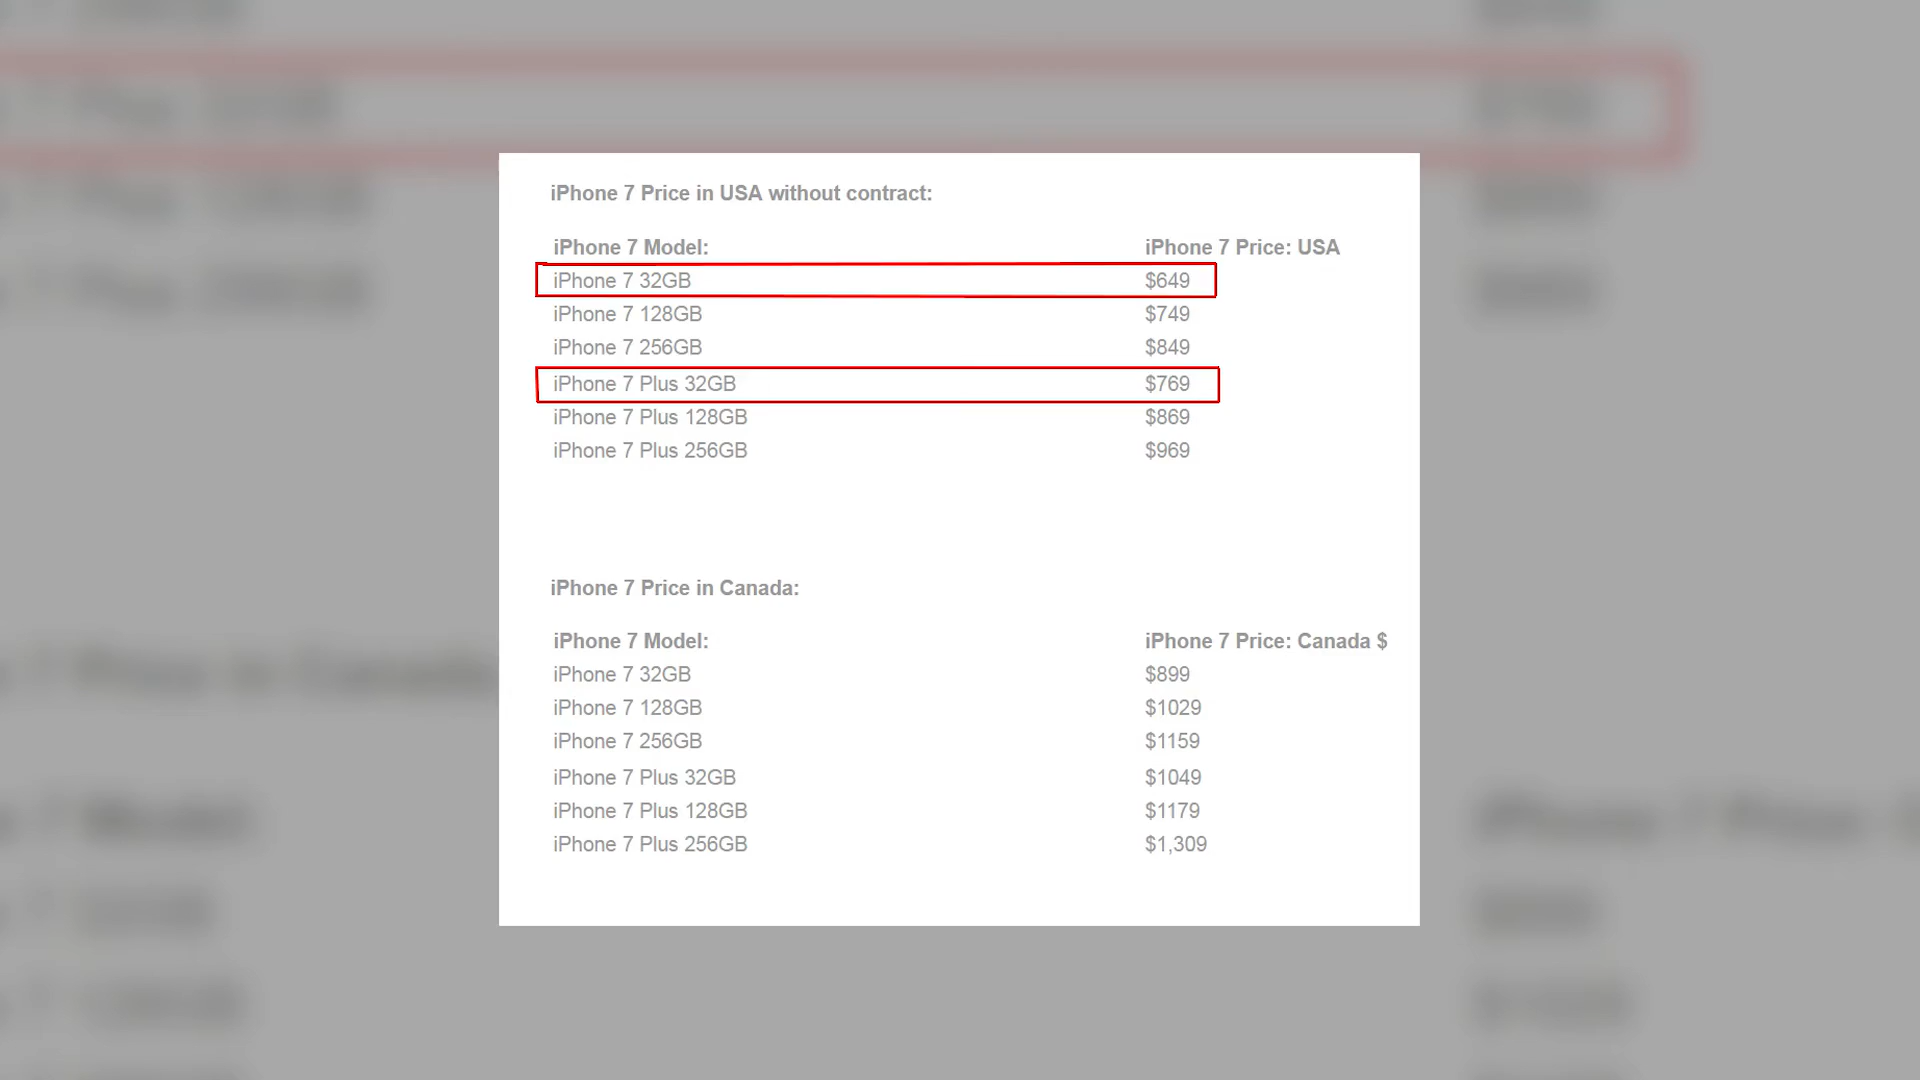 iPhone 7 Price in USA without contract:
iPhone 7 Model: iPhone 7 Price: USA
iPhone 7 32GB $649
iPhone 7 128GB $749
iPhone 7 256GB $849
iPhone 7 Plus 32GB $769
iPhone 7 Plus 128GB $869
iPhone 7 Plus 256GB $969
iPhone 7 Price in Canada:
iPhone 7 Model: iPhone 7 Price: Canada $
iPhone 7 32GB $899
iPhone 7 128GB $1029
iPhone 7 256GB $1159
iPhone 7 Plus 32GB $1049
iPhone 7 Plus 128GB $1179
iPhone 7 Plus 256GB $1,309